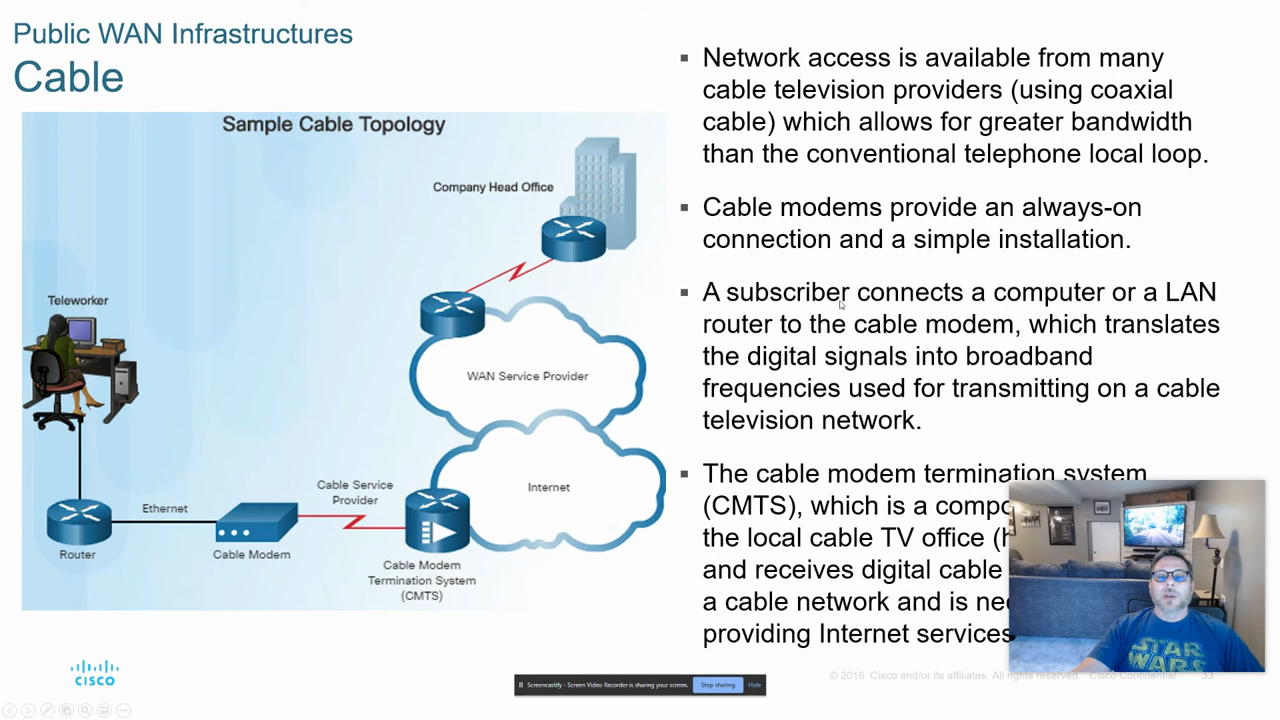 Public WAN Infrastructures
Cable
Sample Cable Topology
Company Head Office
Teleworker
WAN Service Provider
Internet
Cable Service
Provider
Ethernet
Router
Cable Modem
Cable Modem
Termination System
(CMTS)
▪ Network access is available from many
cable television providers (using coaxial
cable) which allows for greater bandwidth
than the conventional telephone local loop.
▪ Cable modems provide an always-on
connection and a simple installation.
▪ A subscriber connects a computer or a LAN
router to the cable modem, which translates
the digital signals into broadband
frequencies used for transmitting on a cable
television network.
▪ The cable modem termination system
(CMTS), which is a
the local cable TV office
and receives digital cable
a cable network and is
providing Internet services
STAR
WARS
CISCO
Screencastify - Screen Video Recorder is sharing your screen.
Stop sharing
Hide
© 2016 Cisco and/or its affiliates. All rights reserved. Cisco Confidential
33